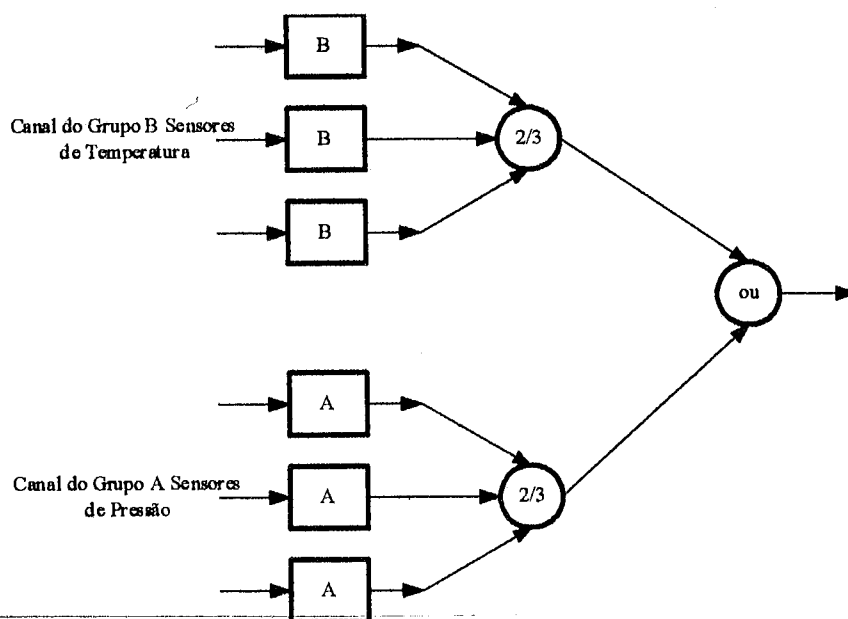 B
Canal do Grupo B Sensores
de Temperatura
B
2/3
B
ou
A
Canal do Grupo A Sensores
de Pressão
A
2/3
A